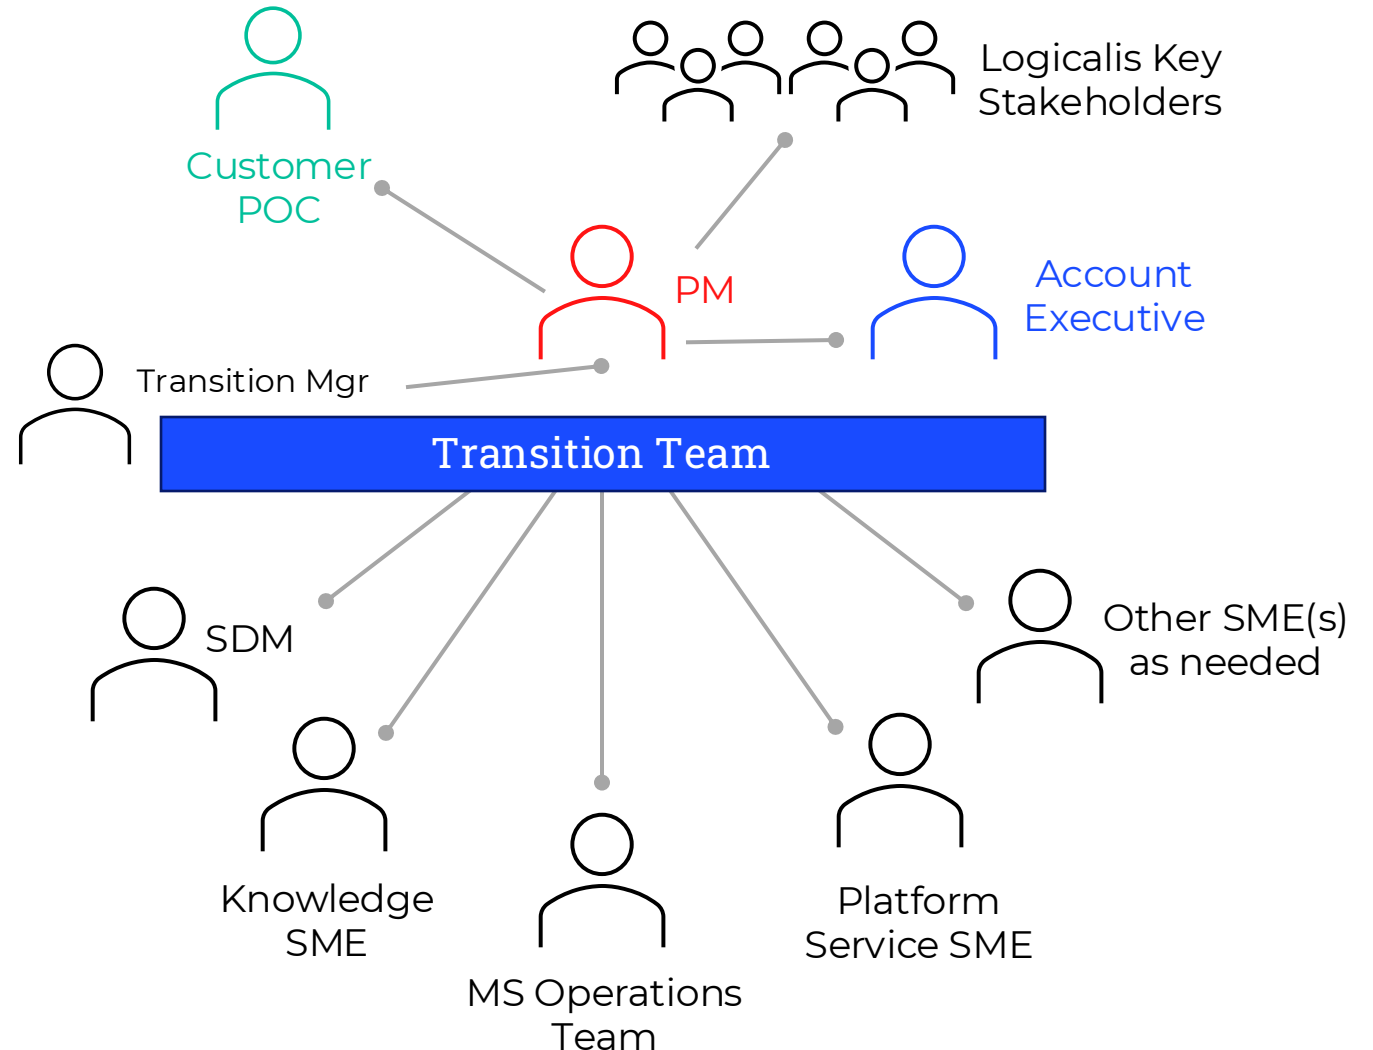 Logicalis Key
Stakeholders
Customer
POC
PM
Account
Executive
Transition Mgr
Transition Team
SDM
Other SME(s)
as needed
Knowledge
SME
Platform
Service SME
MS Operations
Team